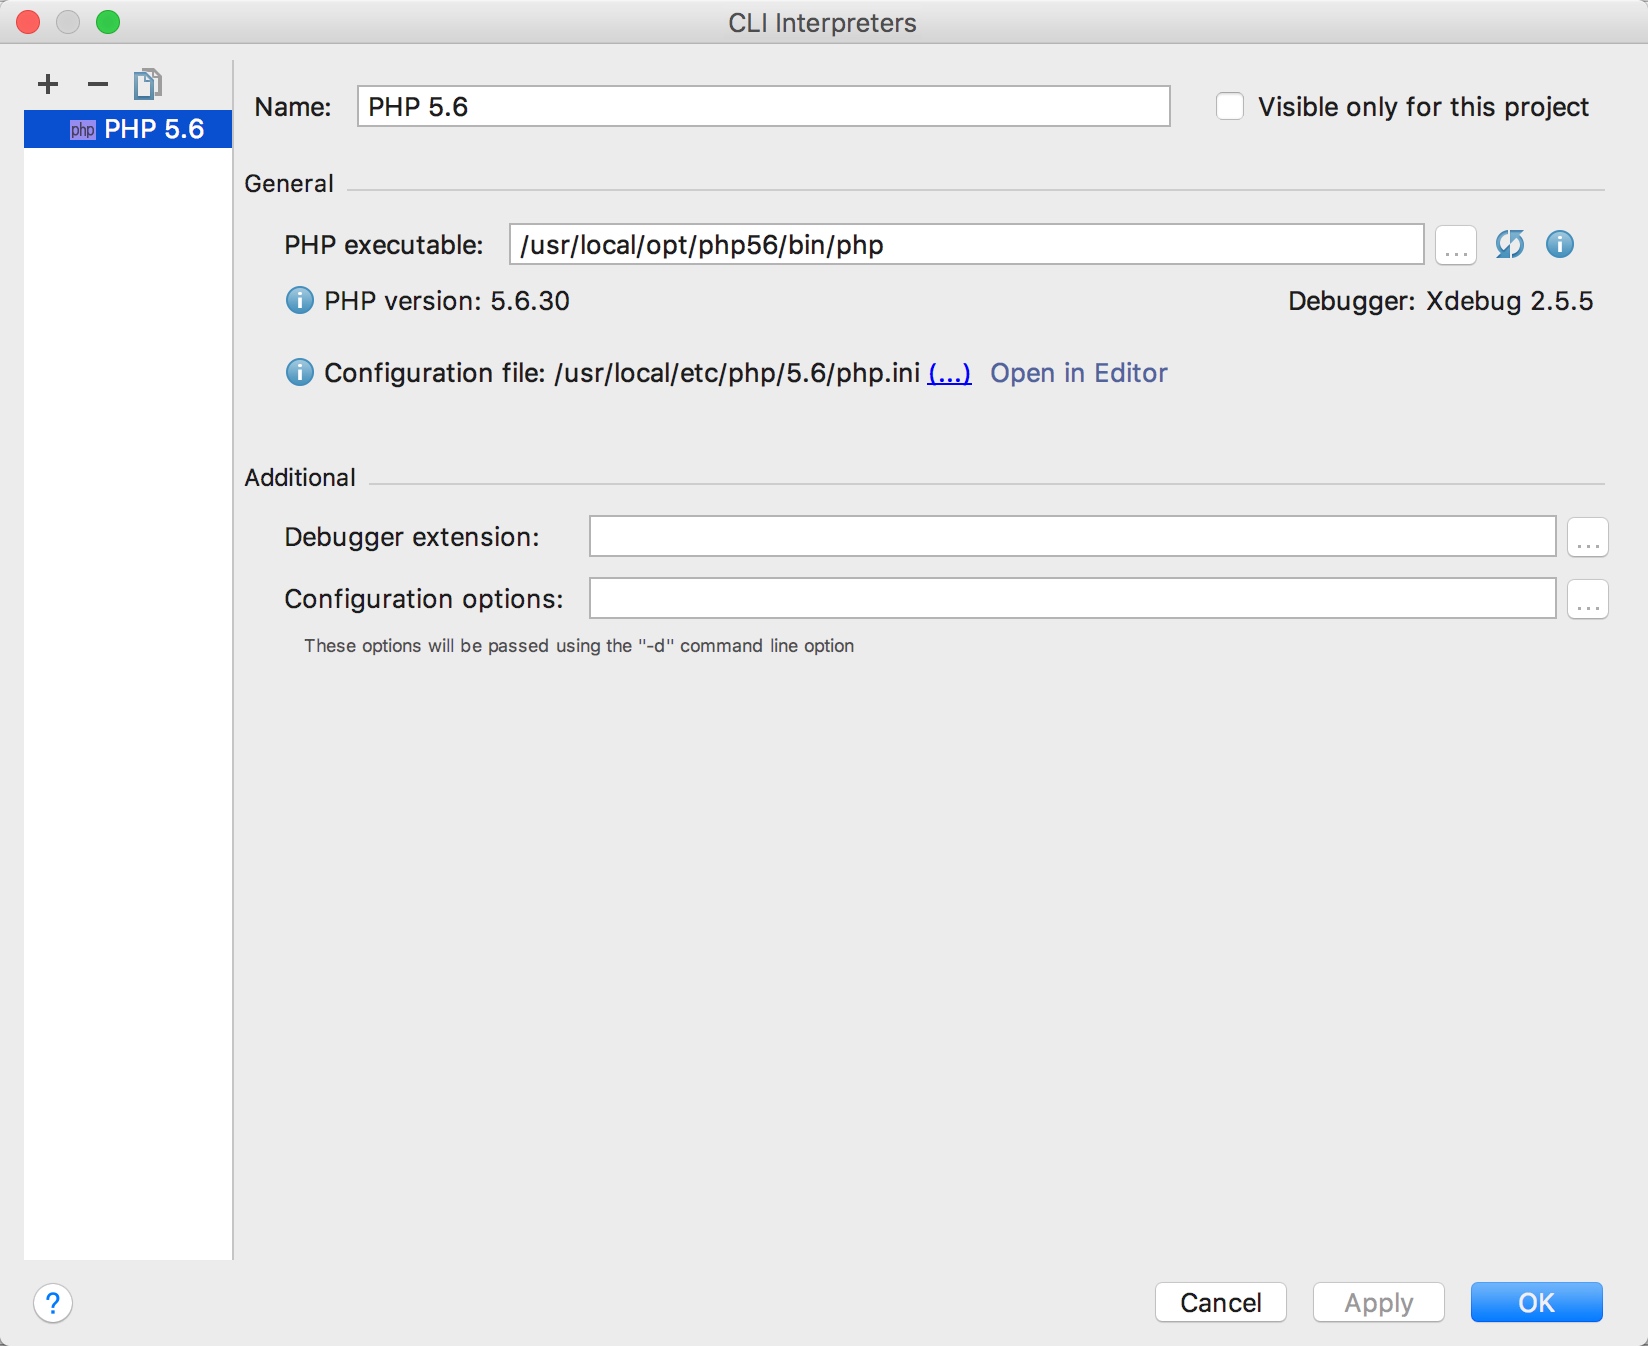 CLI Interpreters
php PHP 5.6
Name: PHP 5.6 Visible only for this project
General
PHP executable: /usr/local/opt/php56/bin/php ...
PHP version: 5.6.30 Debugger: Xdebug 2.5.5
Configuration file: /usr/local/etc/php/5.6/php.ini (...) Open in Editor
Additional
Debugger extension: ...
Configuration options: ...
These options will be passed using the "-d" command line option
? Cancel Apply OK